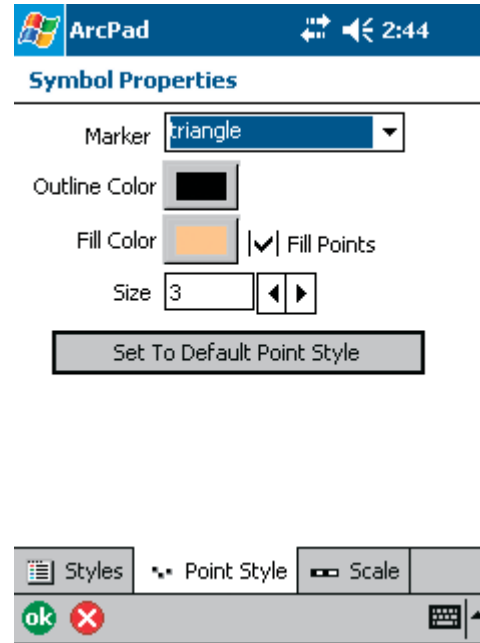 ArcPad 2:44
Symbol Properties
Marker triangle
Outline Color
Fill Color Fill Points
Size 3
Set To Default Point Style
Styles Point Style Scale
ok